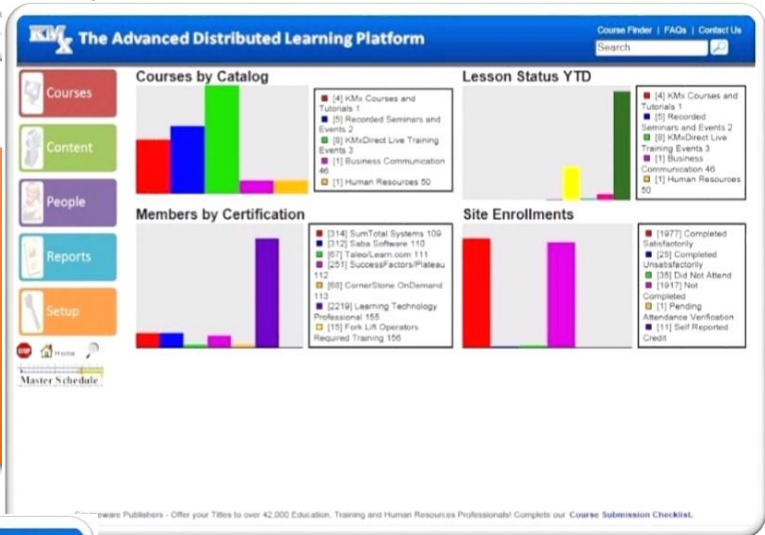 KMx The Advanced Distributed Learning Platform
Course Finder | FAQs | Contact Us
Search
Courses
Content
People
Reports
Setup
STOP Home
Master Schedule
Courses by Catalog
[4] KMx Courses and
Tutorials 1
[5] Recorded Seminars and
Events 2
[8] KMxDirect Live Training
Events 3
[1] Business Communication
46
[1] Human Resources 50
Lesson Status YTD
[4] KMx Courses and
Tutorials 1
[5] Recorded
Seminars and Events 2
[8] KMxDirect Live
Training Events 3
[1] Business
Communication 46
[1] Human Resources
50
Members by Certification
[314] SumTotal Systems 109
[312] Saba Software 110
[67] Taleo/Learn.com 111
[251] SuccessFactors/Plateau
112
[68] CornerStone OnDemand
113
[2219] Learning Technology
Professional 155
[15] Fork Lift Operators
Required Training 156
Site Enrollments
[1977] Completed
Satisfactorily
[25] Completed
Unsatisfactorily
[35] Did Not Attend
[1917] Not
Completed
[1] Pending
Attendance Verification
[11] Self Reported
Credit
Publishers - Offer your Titles to over 42,000 Education, Training and Human Resources Professionals! Complete our Course Submission Checklist.